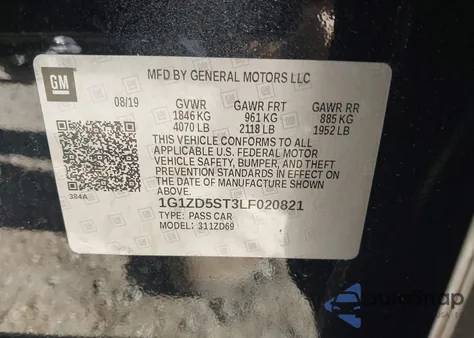 GM
MFD BY GENERAL MOTORS LLC
08/19 GVWR GAWR FRT GAWR RR
1846 KG 961 KG 885 KG
4070 LB 2118 LB 1952 LB
THIS VEHICLE CONFORMS TO ALL
APPLICABLE U.S. FEDERAL MOTOR
VEHICLE SAFETY, BUMPER, AND THEFT
PREVENTION STANDARDS IN EFFECT ON
THE DATE OF MANUFACTURE SHOWN
ABOVE.
384A
1G1ZD5ST3LF020821
TYPE: PASS CAR
MODEL: 311ZD69
AutoSnap